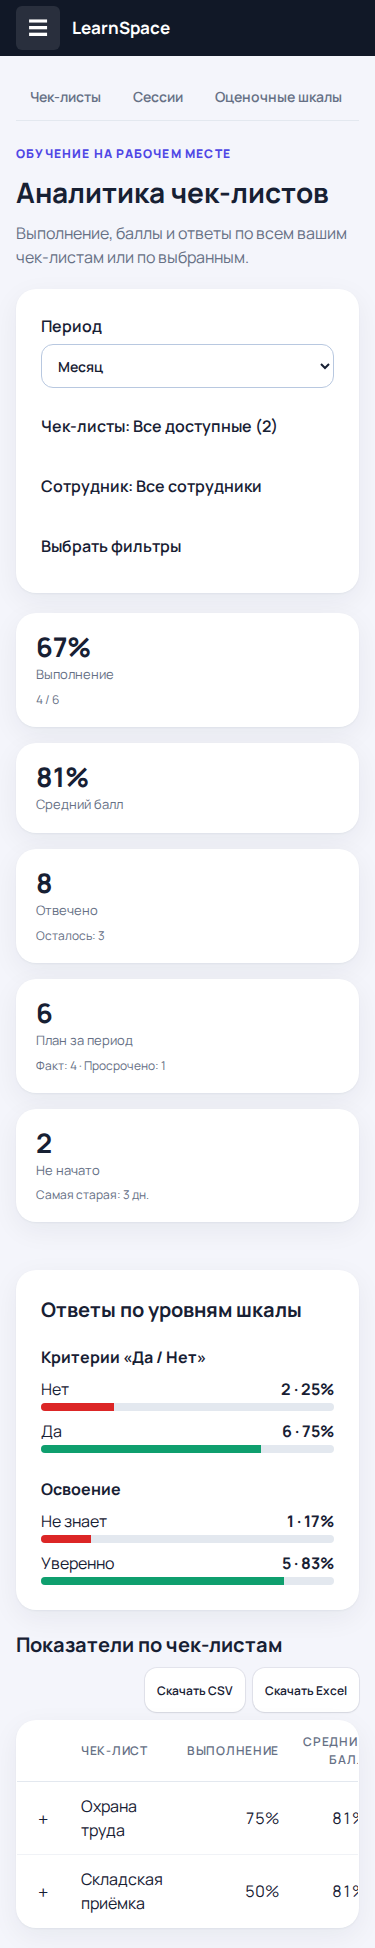 ☰ LearnSpace
Чек-листы Сессии Оценочные шкалы
ОБУЧЕНИЕ НА РАБОЧЕМ МЕСТЕ
Аналитика чек-листов
Выполнение, баллы и ответы по всем вашим
чек-листам или по выбранным.
Период
Месяц
Чек-листы: Все доступные (2)
Сотрудник: Все сотрудники
Выбрать фильтры
67%
Выполнение
4 / 6
81%
Средний балл
8
Отвечено
Осталось: 3
6
План за период
Факт: 4 · Просрочено: 1
2
Не начато
Самая старая: 3 дн.
Ответы по уровням шкалы
Критерии «Да / Нет»
Нет 2 · 25%
Да 6 · 75%
Освоение
Не знает 1 · 17%
Уверенно 5 · 83%
Показатели по чек-листам
Скачать CSV Скачать Excel
ЧЕК-ЛИСТ ВЫПОЛНЕНИЕ СРЕДНИ
БАЛ
+ Охрана
труда 75% 81%
+ Складская
приёмка 50% 81%